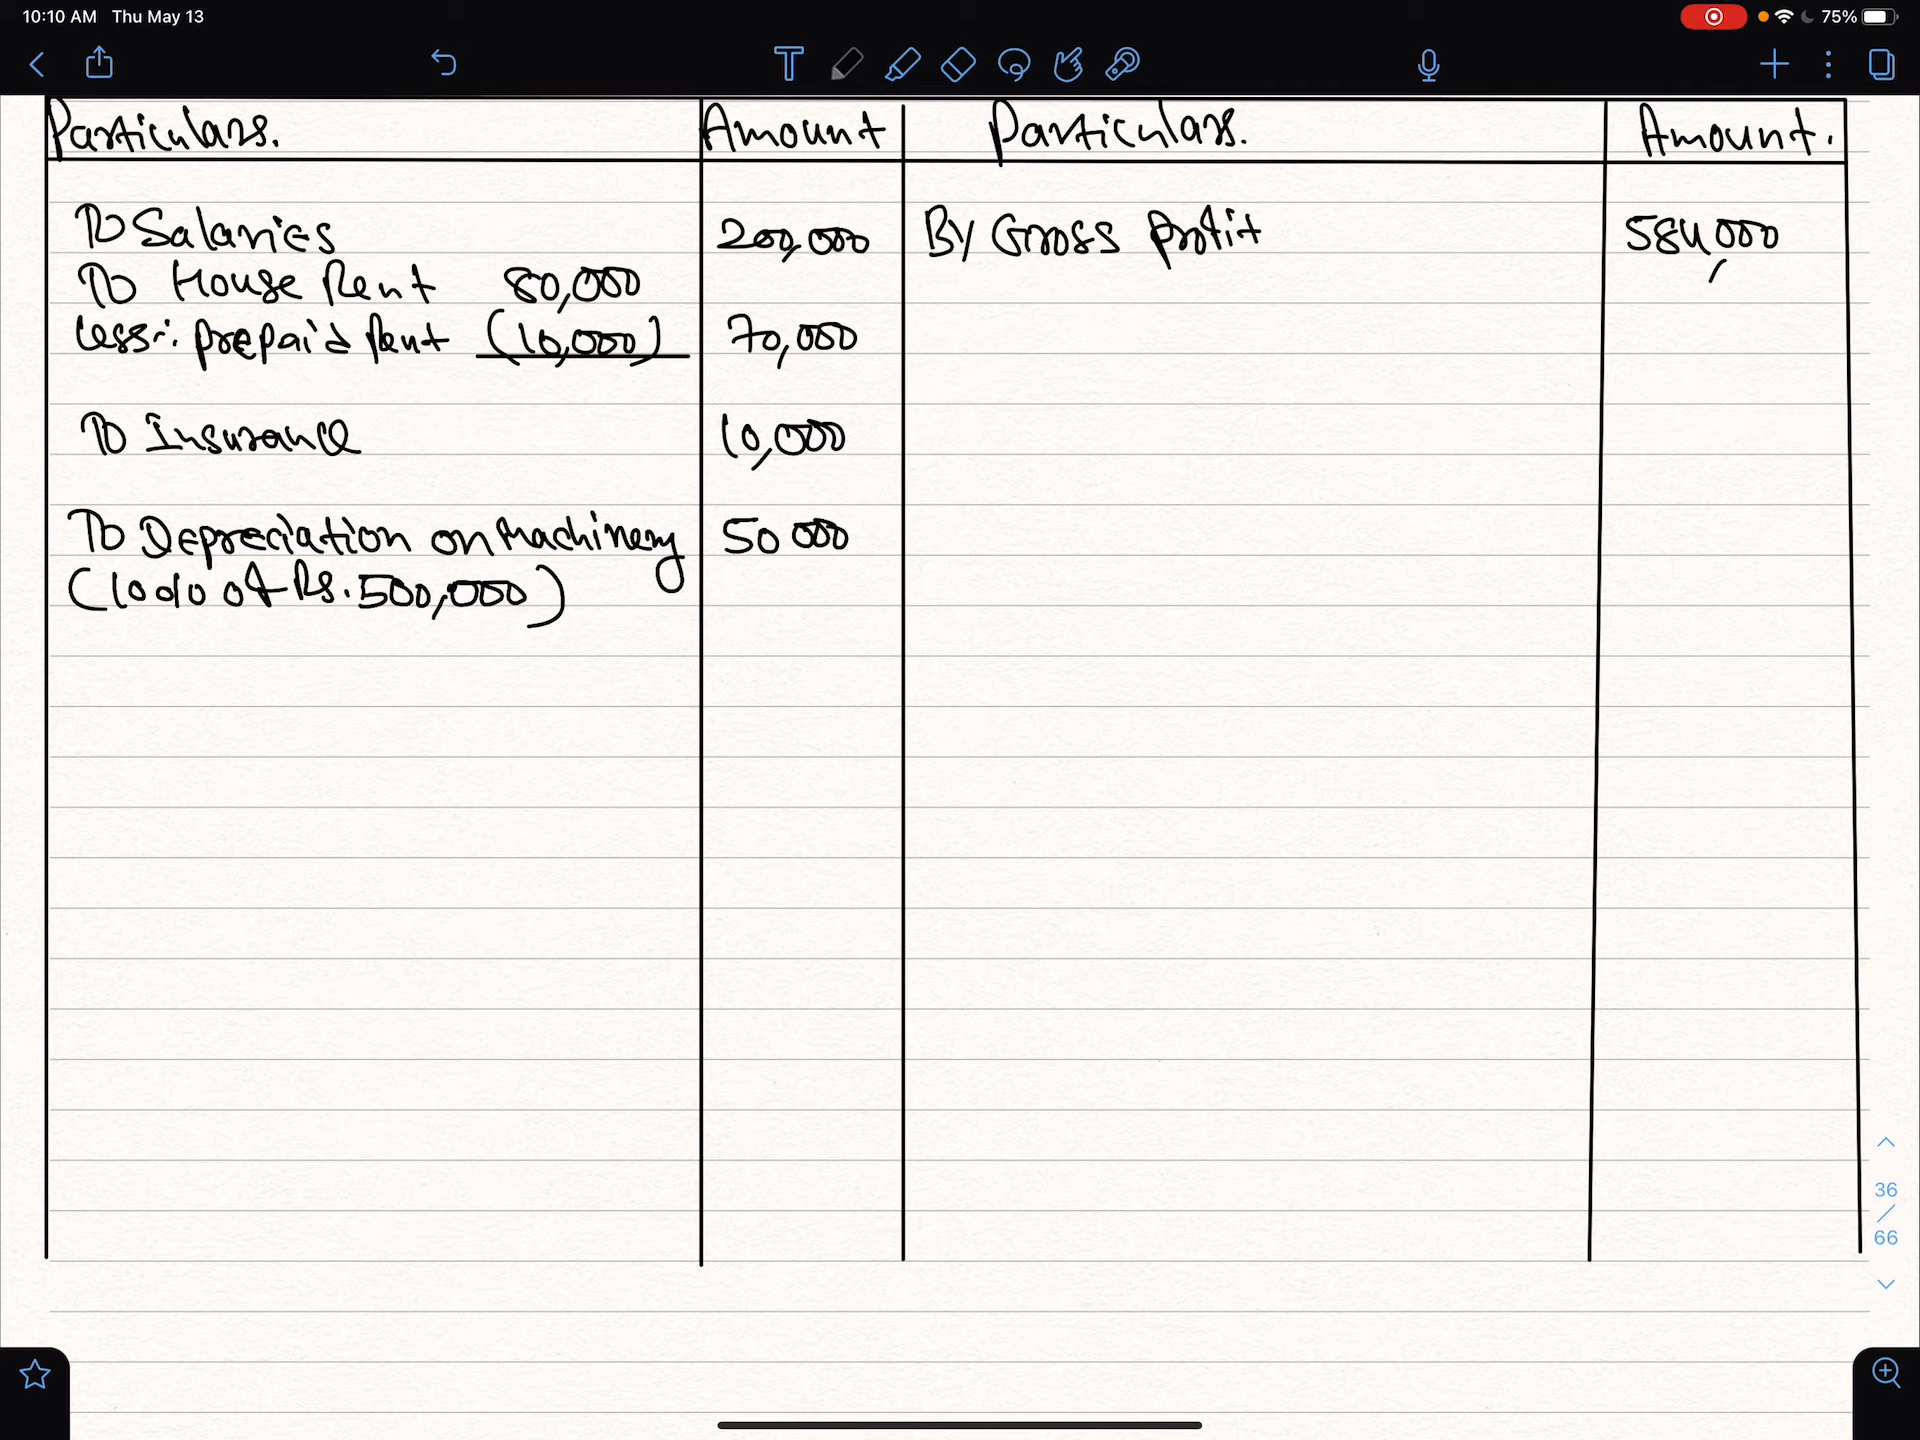 10:10 AM Thu May 13
75%
Particulars. Amount Particulars. Amount.
To Salaries 200,000 By Gross profit 584,000
To House Rent 80,000
Less:. prepaid Rent (10,000) 70,000
To Insurance 10,000
To Depreciation on Machinery 50 000
(10% of Rs. 500,000)
36
/
66